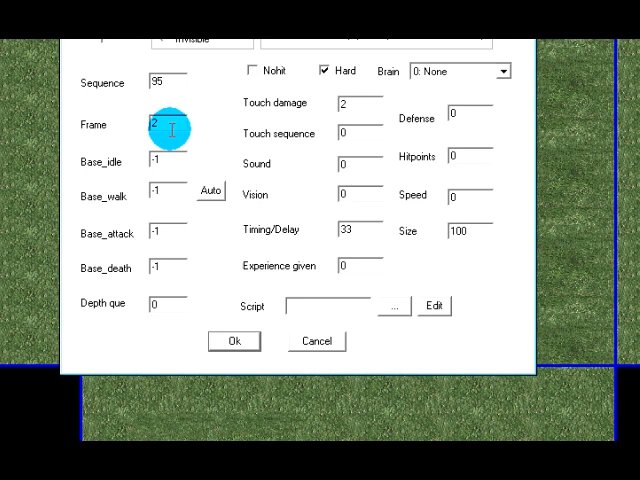 Invisible
Sequence 95
Nohit Hard Brain 0: None
Frame 2
Touch damage 2
Defense 0
Touch sequence 0
Base_idle -1
Sound 0
Hitpoints 0
Base_walk -1 Auto
Vision 0
Speed 0
Base_attack -1
Timing/Delay 33
Size 100
Base_death -1
Experience given 0
Depth que 0
Script ... Edit
Ok Cancel